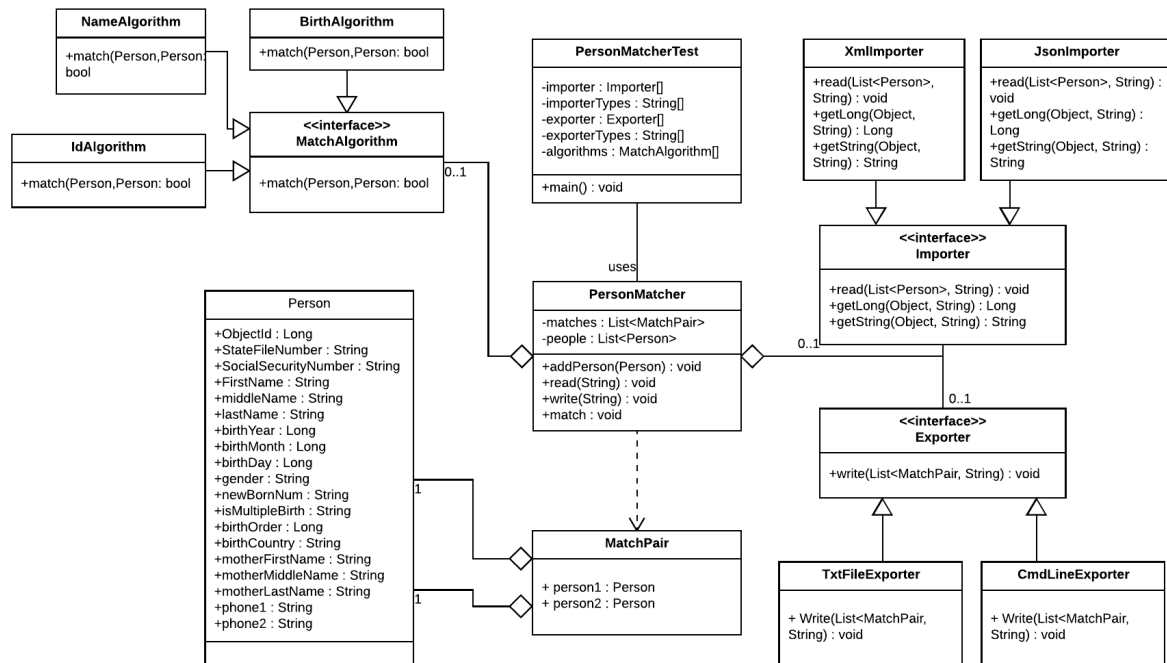 NameAlgorithm
+match(Person,Person:
bool
BirthAlgorithm
+match(Person,Person: bool
<<interface>>
MatchAlgorithm
+match(Person,Person: bool
0..1
IdAlgorithm
+match(Person,Person: bool
PersonMatcherTest
-importer : Importer[]
-importerTypes : String[]
-exporter : Exporter[]
-exporterTypes : String[]
-algorithms : MatchAlgorithm[]
+main() : void
uses
XmlImporter
+read(List<Person>,
String) : void
+getLong(Object,
String) : Long
+getString(Object,
String) : String
JsonImporter
+read(List<Person>, String) :
void
+getLong(Object, String) :
Long
+getString(Object, String) :
String
<<interface>>
Importer
+read(List<Person>, String) : void
+getLong(Object, String) : Long
+getString(Object, String) : String
PersonMatcher
-matches : List<MatchPair>
-people : List<Person>
+addPerson(Person) : void
+read(String) : void
+write(String) : void
+match : void
0..1
0..1
<<interface>>
Exporter
+write(List<MatchPair, String) : void
Person
+ObjectId : Long
+StateFileNumber : String
+SocialSecurityNumber : String
+FirstName : String
+middleName : String
+lastName : String
+birthYear : Long
+birthMonth : Long
+birthDay : Long
+gender : String
+newBornNum : String
+isMultipleBirth : String
+birthOrder : Long
+birthCountry : String
+motherFirstName : String
+motherMiddleName : String
+motherLastName : String
+phone1 : String
+phone2 : String
1
1
MatchPair
+ person1 : Person
+ person2 : Person
TxtFileExporter
+ Write(List<MatchPair,
String) : void
CmdLineExporter
+ Write(List<MatchPair,
String) : void